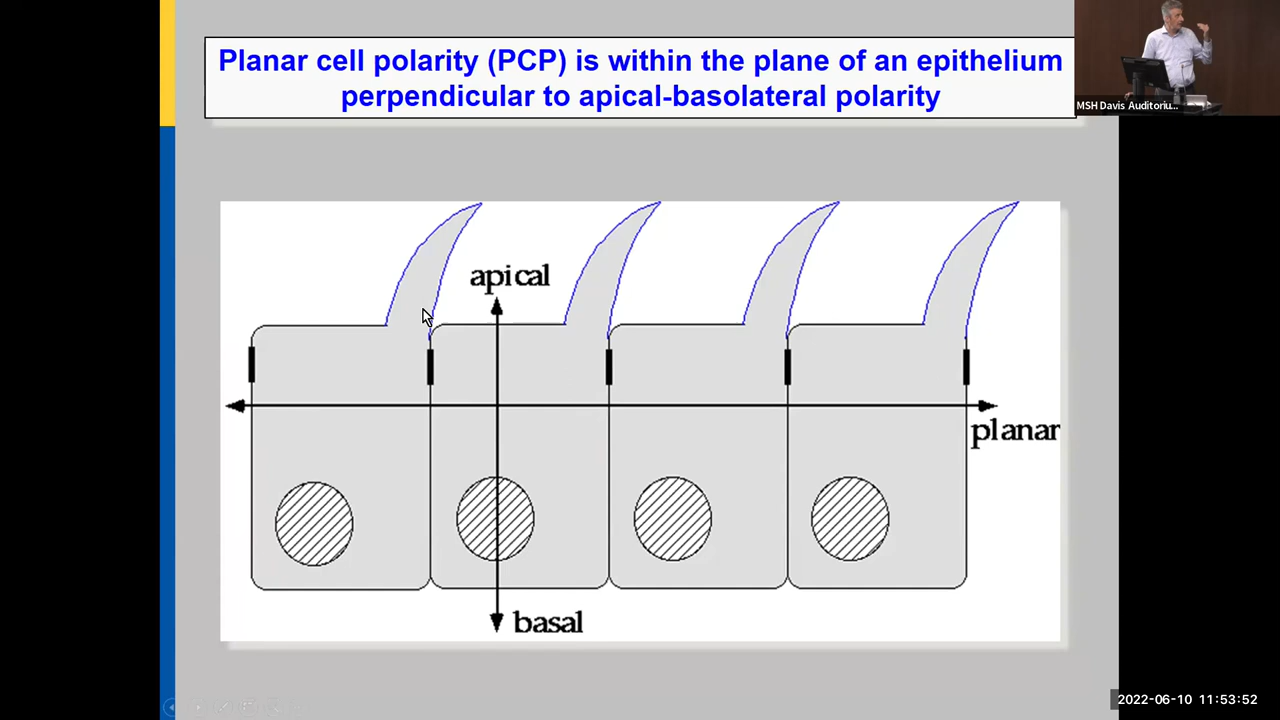 Planar cell polarity (PCP) is within the plane of an epithelium
perpendicular to apical-basolateral polarity
MSH Davis Auditoriu...
apical
planar
basal
2022-06-10 11:53:52